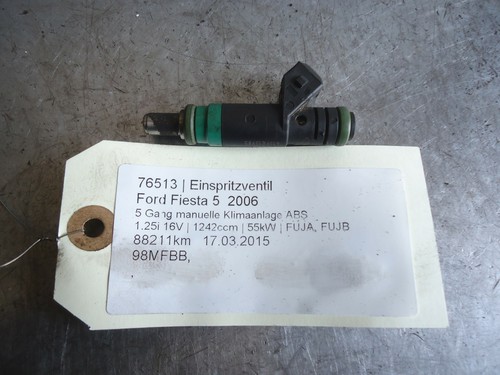 76513 | Einspritzventil
Ford Fiesta 5 2006
5 Gang manuelle Klimaanlage ABS
1.25i 16V | 1242ccm | 55kW | FUJA, FUJB
88211km 17.03.2015
98MFBB,